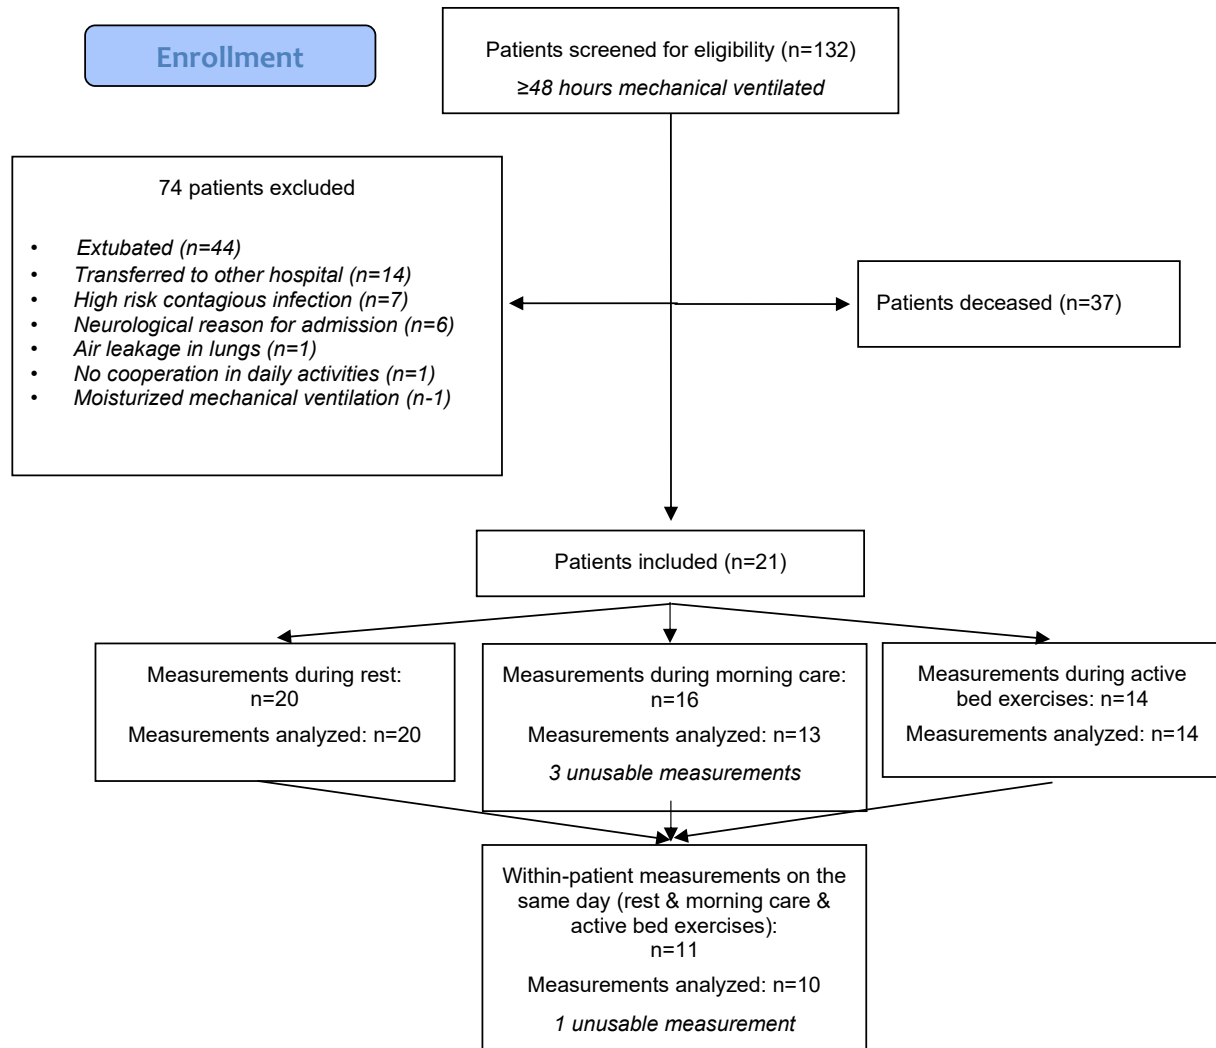 Enrollment
Patients screened for eligibility (n=132)
≥48 hours mechanical ventilated
74 patients excluded
• Extubated (n=44)
• Transferred to other hospital (n=14)
• High risk contagious infection (n=7)
• Neurological reason for admission (n=6)
• Air leakage in lungs (n=1)
• No cooperation in daily activities (n=1)
• Moisturized mechanical ventilation (n-1)
Patients deceased (n=37)
Patients included (n=21)
Measurements during rest:
n=20
Measurements analyzed: n=20
Measurements during morning care:
n=16
Measurements analyzed: n=13
3 unusable measurements
Measurements during active
bed exercises: n=14
Measurements analyzed: n=14
Within-patient measurements on the
same day (rest & morning care &
active bed exercises):
n=11
Measurements analyzed: n=10
1 unusable measurement